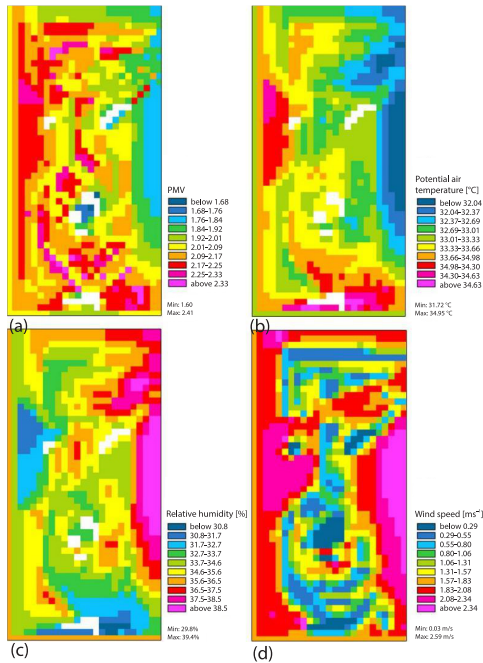 PMV
below 1.68
1.68–1.76
1.76–1.84
1.84–1.92
1.92–2.01
2.01–2.09
2.09–2.17
2.17–2.25
2.25–2.33
above 2.33
Min: 1.60
Max: 2.41
(a)
Potential air
temperature [°C]
below 32.04
32.04–32.37
32.37–32.69
32.69–33.01
33.01–33.33
33.33–33.66
33.66–34.98
34.98–34.30
34.30–34.63
above 34.63
Min: 31.72 °C
Max: 34.95 °C
(b)
Relative humidity [%]
below 30.8
30.8–31.7
31.7–32.7
32.7–33.7
33.7–34.6
34.6–35.6
35.6–36.5
36.5–37.5
37.5–38.5
above 38.5
Min: 29.8%
Max: 39.4%
(c)
Wind speed [ms⁻]
below 0.29
0.29–0.55
0.55–0.80
0.80–1.06
1.06–1.31
1.31–1.57
1.57–1.83
1.83–2.08
2.08–2.34
above 2.34
Min: 0.03 m/s
Max: 2.59 m/s
(d)